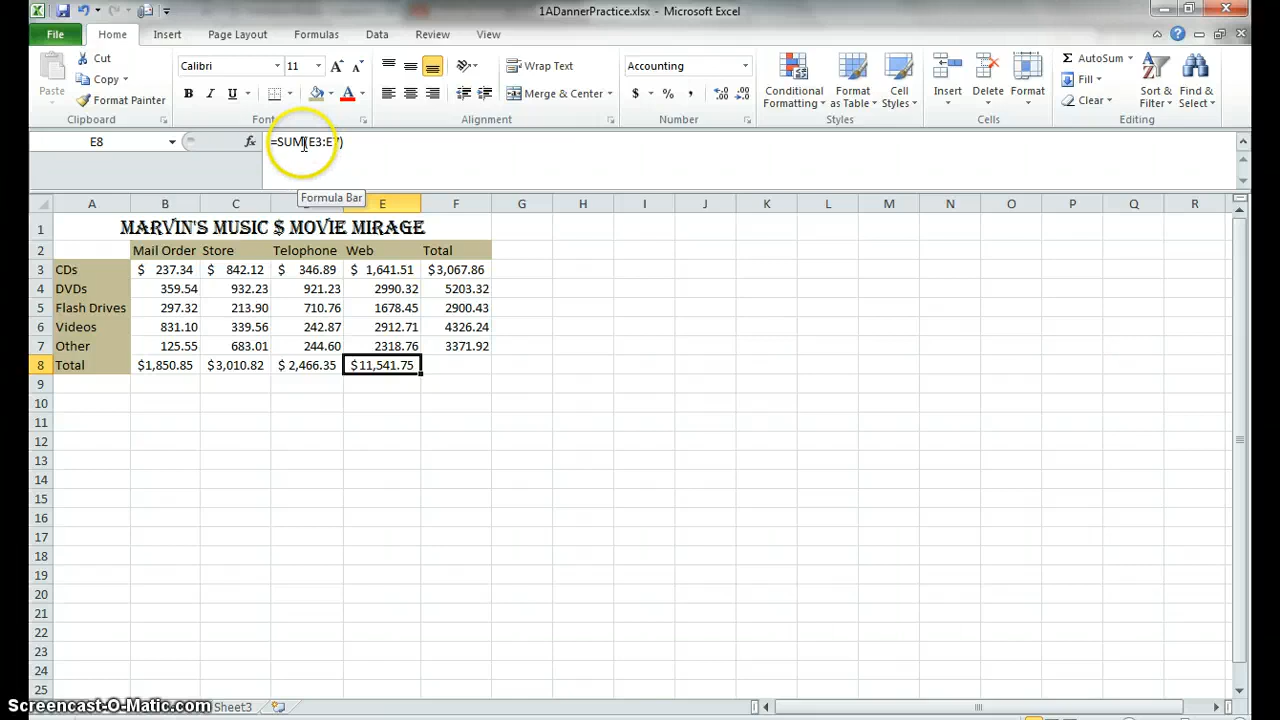 1ADannerPractice.xlsx - Microsoft Excel
File Home Insert Page Layout Formulas Data Review View
Paste
Cut
Copy
Format Painter
Clipboard
Calibri 11
B I U
Font
Wrap Text
Merge & Center
Alignment
Accounting
$ % ,
Number
Conditional Formatting
Format as Table
Cell Styles
Styles
Insert Delete Format
Cells
Σ AutoSum
Fill
Clear
Sort & Filter
Find & Select
Editing
E8 fx =SUM(E3:E7)
Formula Bar
A B C D E F G H I J K L M N O P Q R
1 MARVIN'S MUSIC $ MOVIE MIRAGE
2 Mail Order Store Telophone Web Total
3 CDs $ 237.34 $ 842.12 $ 346.89 $ 1,641.51 $3,067.86
4 DVDs 359.54 932.23 921.23 2990.32 5203.32
5 Flash Drives 297.32 213.90 710.76 1678.45 2900.43
6 Videos 831.10 339.56 242.87 2912.71 4326.24
7 Other 125.55 683.01 244.60 2318.76 3371.92
8 Total $1,850.85 $3,010.82 $ 2,466.35 $11,541.75
9
10
11
12
13
14
15
16
17
18
19
20
21
22
23
24
25
Screencast-O-Matic.com Sheet3